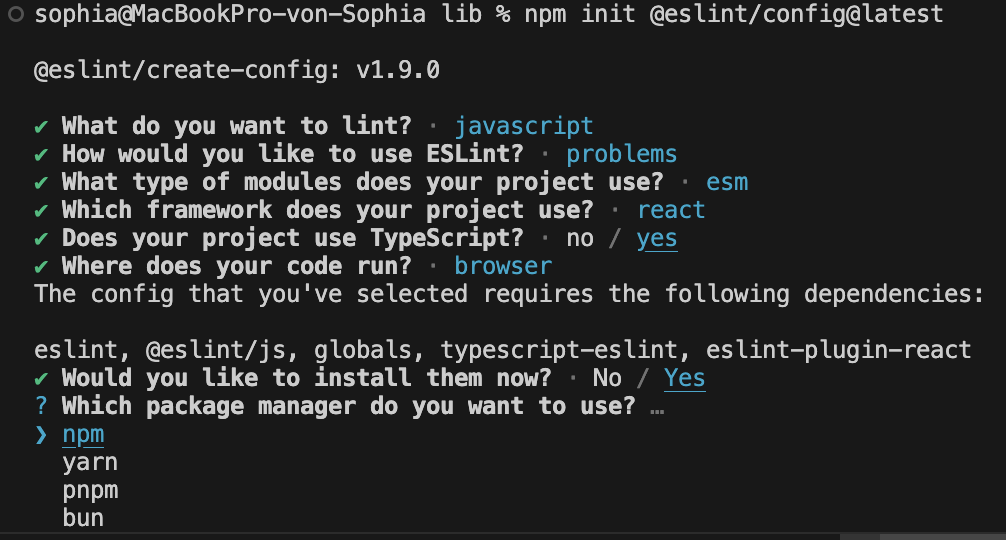 sophia@MacBookPro-von-Sophia lib % npm init @eslint/config@latest
@eslint/create-config: v1.9.0
✔ What do you want to lint? · javascript
✔ How would you like to use ESLint? · problems
✔ What type of modules does your project use? · esm
✔ Which framework does your project use? · react
✔ Does your project use TypeScript? · no / yes
✔ Where does your code run? · browser
The config that you've selected requires the following dependencies:
eslint, @eslint/js, globals, typescript-eslint, eslint-plugin-react
✔ Would you like to install them now? · No / Yes
? Which package manager do you want to use? …
❯ npm
yarn
pnpm
bun